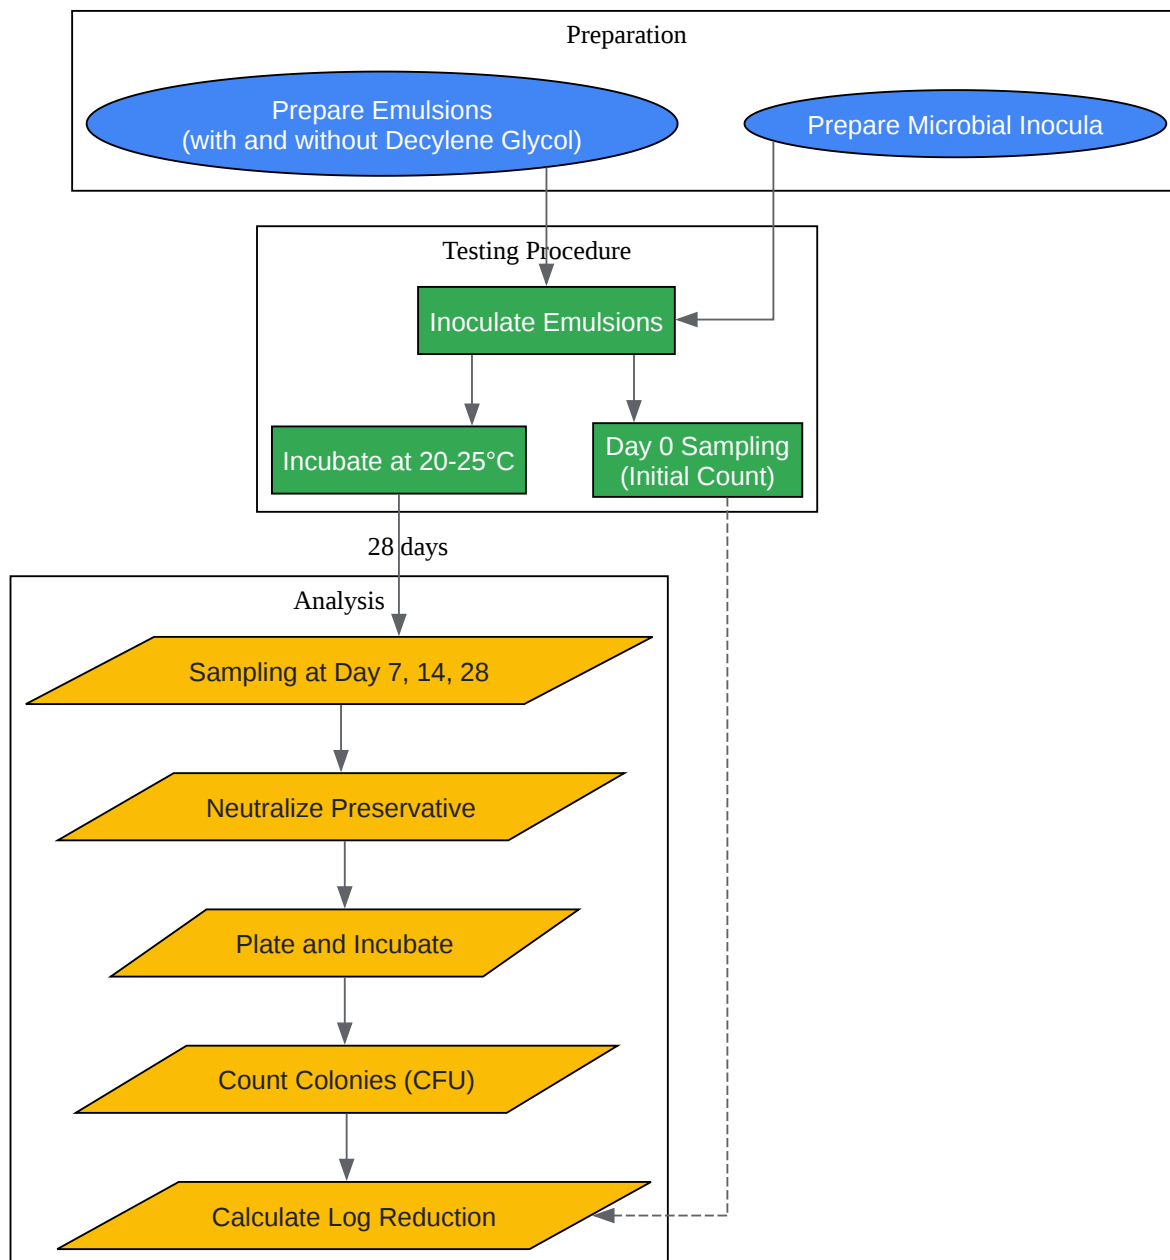 Preparation
Prepare Emulsions
(with and without Decylene Glycol)
Prepare Microbial Inocula
Testing Procedure
Inoculate Emulsions
Incubate at 20-25°C
Day 0 Sampling
(Initial Count)
28 days
Analysis
Sampling at Day 7, 14, 28
Neutralize Preservative
Plate and Incubate
Count Colonies (CFU)
Calculate Log Reduction